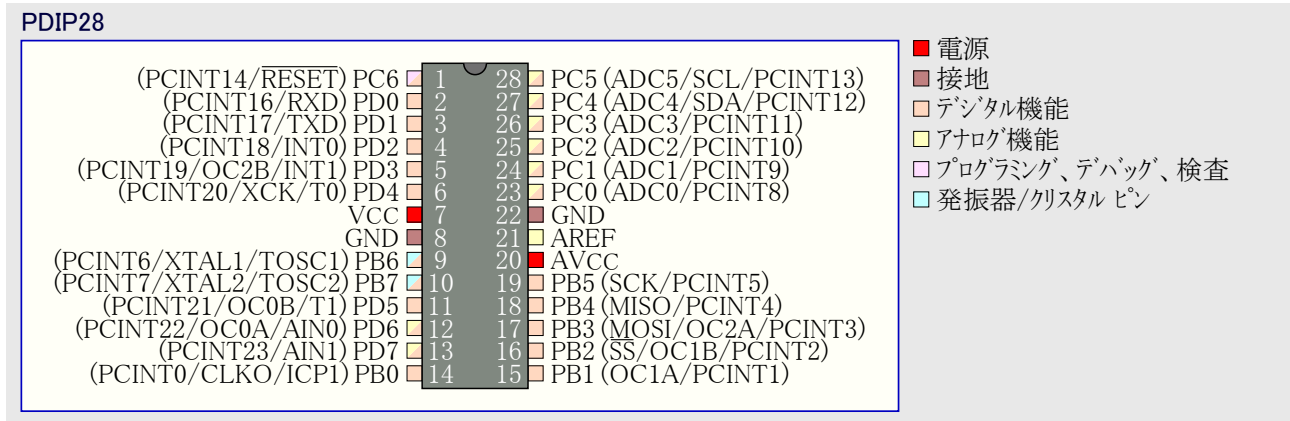 PDIP28
(PCINT14/RESET) PC6 1 28 PC5 (ADC5/SCL/PCINT13)
(PCINT16/RXD) PD0 2 27 PC4 (ADC4/SDA/PCINT12)
(PCINT17/TXD) PD1 3 26 PC3 (ADC3/PCINT11)
(PCINT18/INT0) PD2 4 25 PC2 (ADC2/PCINT10)
(PCINT19/OC2B/INT1) PD3 5 24 PC1 (ADC1/PCINT9)
(PCINT20/XCK/T0) PD4 6 23 PC0 (ADC0/PCINT8)
VCC 7 22 GND
GND 8 21 AREF
(PCINT6/XTAL1/TOSC1) PB6 9 20 AVCC
(PCINT7/XTAL2/TOSC2) PB7 10 19 PB5 (SCK/PCINT5)
(PCINT21/OC0B/T1) PD5 11 18 PB4 (MISO/PCINT4)
(PCINT22/OC0A/AIN0) PD6 12 17 PB3 (MOSI/OC2A/PCINT3)
(PCINT23/AIN1) PD7 13 16 PB2 (SS/OC1B/PCINT2)
(PCINT0/CLKO/ICP1) PB0 14 15 PB1 (OC1A/PCINT1)
電源
接地
デジタル機能
アナログ機能
プログラミング、デバッグ、検査
発振器/クリスタル ピン